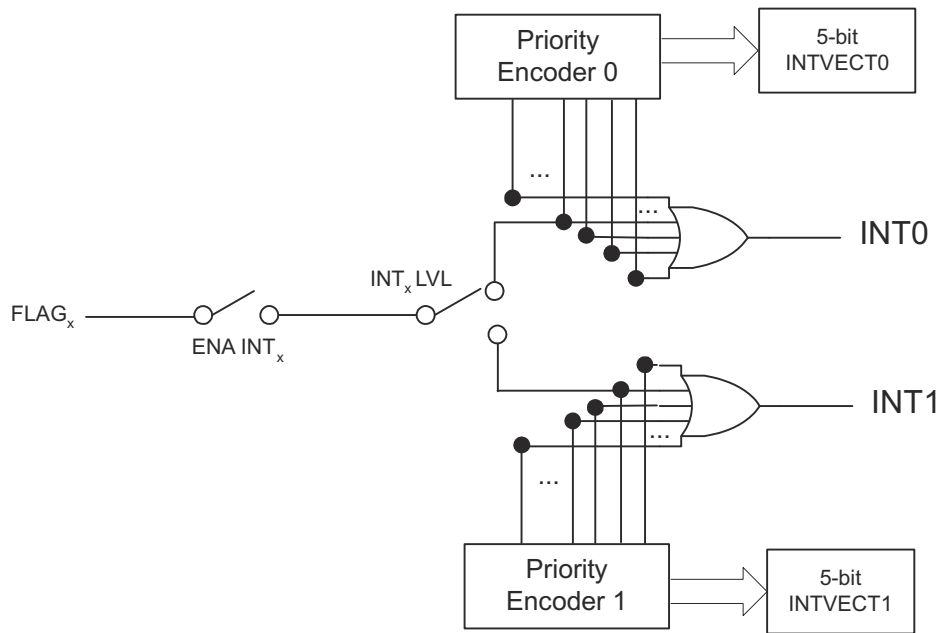 Priority
Encoder 0
5-bit
INTVECT0
...
...
INT0
INTx LVL
FLAGx
ENA INTx
INT1
...
...
Priority
Encoder 1
5-bit
INTVECT1